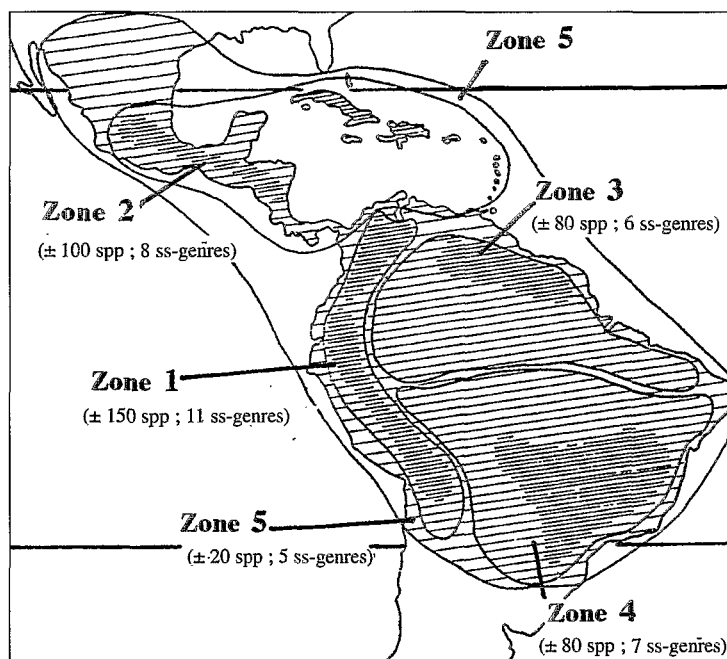 Zone 5
Zone 3
(± 80 spp ; 6 ss-genres)
Zone 2
(± 100 spp ; 8 ss-genres)
Zone 1
(± 150 spp ; 11 ss-genres)
Zone 5
(± 20 spp ; 5 ss-genres)
Zone 4
(± 80 spp ; 7 ss-genres)